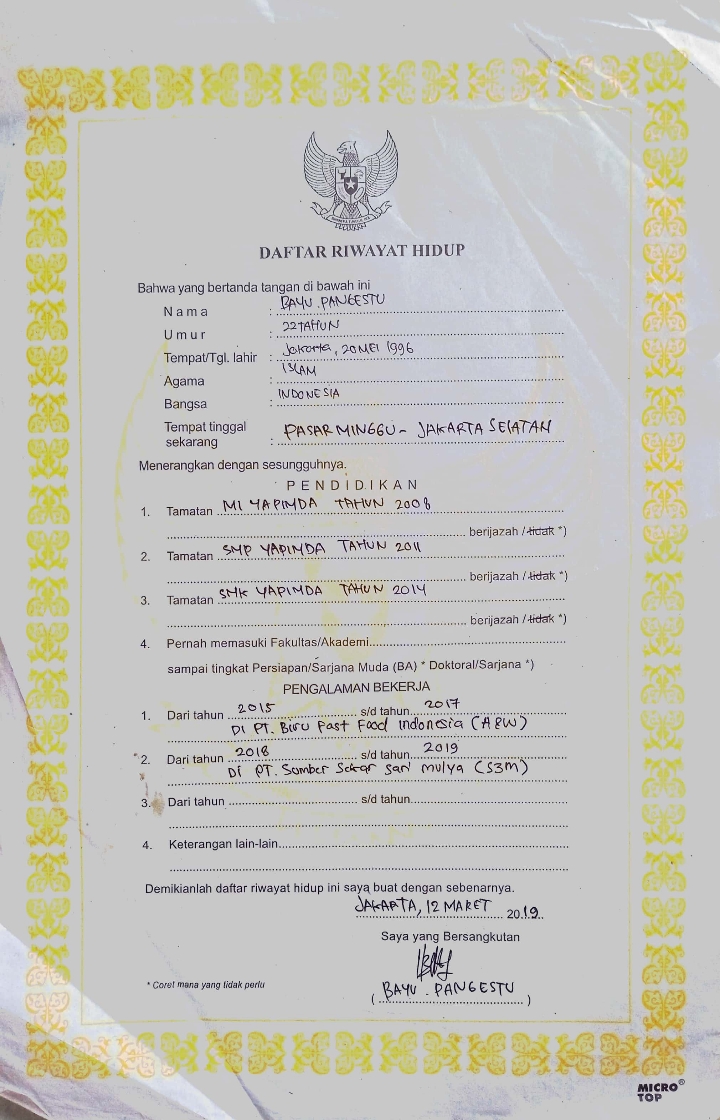 DAFTAR RIWAYAT HIDUP
Bahwa yang bertanda tangan di bawah ini
Nama : BAYU. PANGESTU
Umur : 22 TAHUN
Tempat/Tgl. lahir : Jakarta, 20 MEI 1996
Agama : ISLAM
Bangsa : INDONESIA
Tempat tinggal
sekarang : PASAR MINGGU - JAKARTA SELATAN
Menerangkan dengan sesungguhnya.
PENDIDIKAN
1. Tamatan MI YAPIMDA TAHUN 2008
berijazah / tidak *)
2. Tamatan SMP YAPIMDA TAHUN 2011
berijazah / tidak *)
3. Tamatan SMK YAPIMDA TAHUN 2014
berijazah / tidak *)
4. Pernah memasuki Fakultas/Akademi
sampai tingkat Persiapan/Sarjana Muda (BA) * Doktoral/Sarjana *)
PENGALAMAN BEKERJA
1. Dari tahun 2015 s/d tahun 2017
DI PT. Biru Fast Food Indonesia (A&W)
2. Dari tahun 2018 s/d tahun 2019
Di PT. Sumber Sekar Sari Mulya (S3M)
3. Dari tahun s/d tahun
4. Keterangan lain-lain
Demikianlah daftar riwayat hidup ini saya buat dengan sebenarnya.
JAKARTA, 12 MARET 2019
Saya yang Bersangkutan
* Coret mana yang tidak perlu
( BAYU. PANGESTU )
MICRO®
TOP